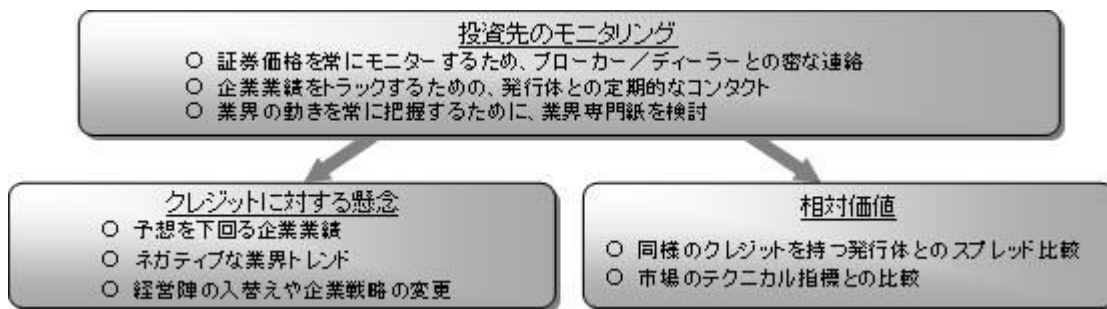 投資先のモニタリング
○ 証券価格を常にモニターするため、ブローカー／ディーラーとの密な連絡
○ 企業業績をトラックするための、発行体との定期的なコンタクト
○ 業界の動きを常に把握するために、業界専門紙を検討
クレジットに対する懸念
○ 予想を下回る企業業績
○ ネガティブな業界トレンド
○ 経営陣の入替えや企業戦略の変更
相対価値
○ 同様のクレジットを持つ発行体とのスプレッド比較
○ 市場のテクニカル指標との比較